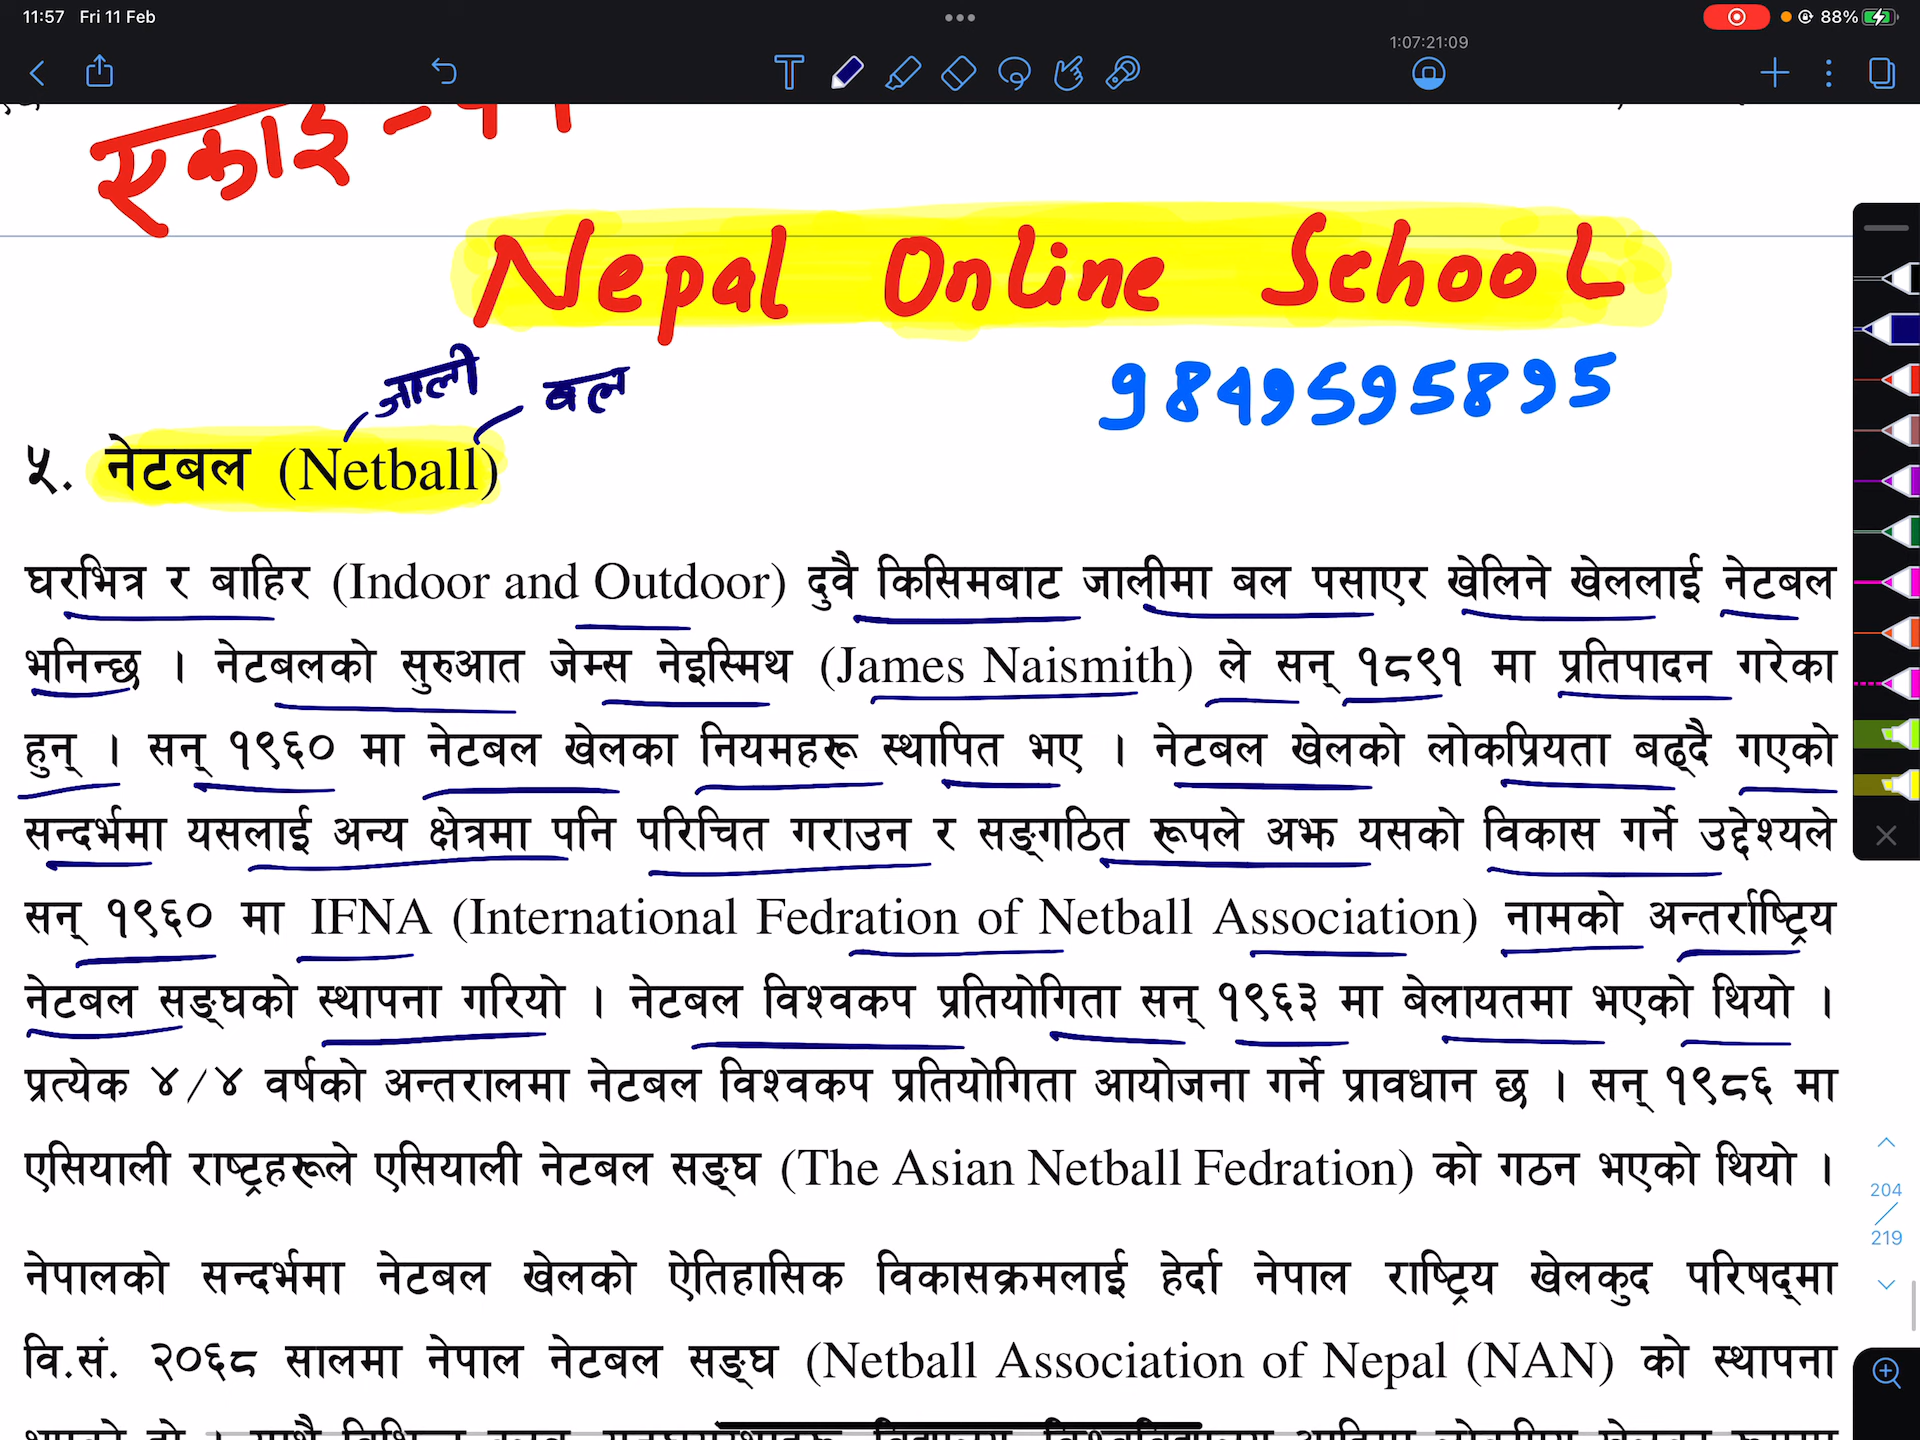 11:57 Fri 11 Feb
88%
1:07:21:09
एकाई -
Nepal Online School
जाली बल
9849595895
५. नेटबल (Netball)
घरभित्र र बाहिर (Indoor and Outdoor) दुवै किसिमबाट जालीमा बल पसाएर खेलिने खेललाई नेटबल
भनिन्छ । नेटबलको सुरुआत जेम्स नेइस्मिथ (James Naismith) ले सन् १८९१ मा प्रतिपादन गरेका
हुन् । सन् १९६० मा नेटबल खेलका नियमहरू स्थापित भए । नेटबल खेलको लोकप्रियता बढ्दै गएको
सन्दर्भमा यसलाई अन्य क्षेत्रमा पनि परिचित गराउन र सङ्गठित रूपले अझ यसको विकास गर्ने उद्देश्यले
सन् १९६० मा IFNA (International Fedration of Netball Association) नामको अन्तर्राष्ट्रिय
नेटबल सङ्घको स्थापना गरियो । नेटबल विश्वकप प्रतियोगिता सन् १९६३ मा बेलायतमा भएको थियो ।
प्रत्येक ४/४ वर्षको अन्तरालमा नेटबल विश्वकप प्रतियोगिता आयोजना गर्ने प्रावधान छ । सन् १९८६ मा
एसियाली राष्ट्रहरूले एसियाली नेटबल सङ्घ (The Asian Netball Fedration) को गठन भएको थियो ।
नेपालको सन्दर्भमा नेटबल खेलको ऐतिहासिक विकासक्रमलाई हेर्दा नेपाल राष्ट्रिय खेलकुद परिषद्मा
वि.सं. २०६८ सालमा नेपाल नेटबल सङ्घ (Netball Association of Nepal (NAN) को स्थापना
204
219